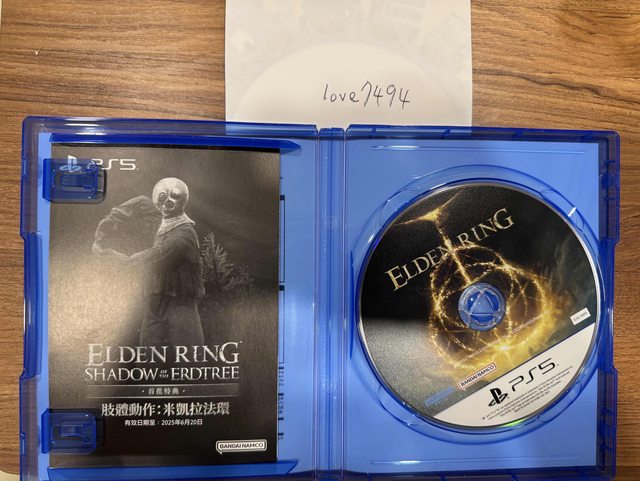 love7494
PS5
ELDEN RING
SHADOW OF THE ERDTREE
·首批特典·
肢體動作：米凱拉法環
有效日期至：2025年6月20日
BANDAI NAMCO
ELDEN RING
BANDAI NAMCO
PS5